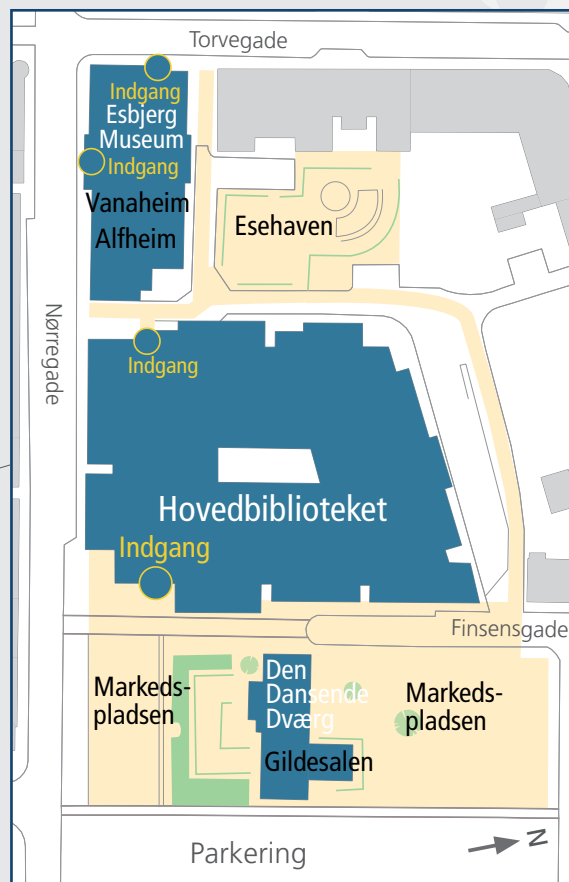 Torvegade
Indgang
Esbjerg
Museum
Indgang
Vanaheim
Alfheim
Esehaven
Nørregade
Indgang
Hovedbiblioteket
Indgang
Finsensgade
Markeds-
pladsen
Den
Dansende
Dværg
Markeds-
pladsen
Gildesalen
Parkering
N